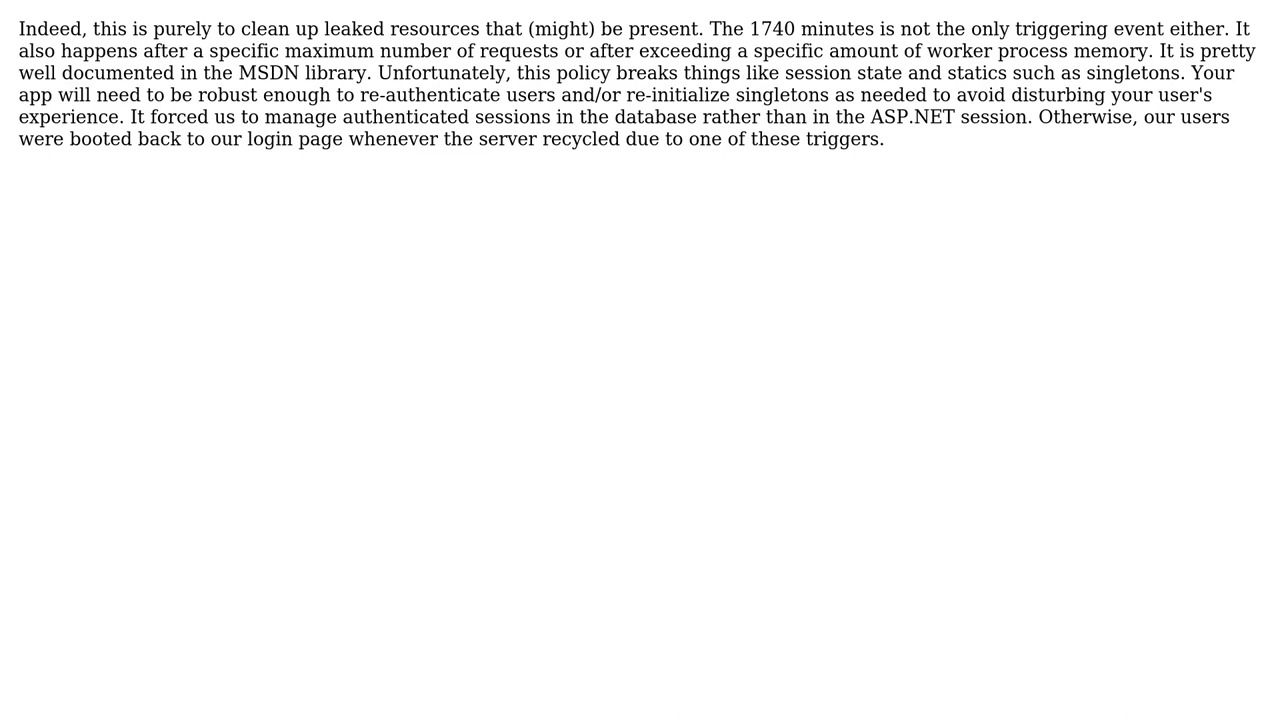 Indeed, this is purely to clean up leaked resources that (might) be present. The 1740 minutes is not the only triggering event either. It
also happens after a specific maximum number of requests or after exceeding a specific amount of worker process memory. It is pretty
well documented in the MSDN library. Unfortunately, this policy breaks things like session state and statics such as singletons. Your
app will need to be robust enough to re-authenticate users and/or re-initialize singletons as needed to avoid disturbing your user's
experience. It forced us to manage authenticated sessions in the database rather than in the ASP.NET session. Otherwise, our users
were booted back to our login page whenever the server recycled due to one of these triggers.